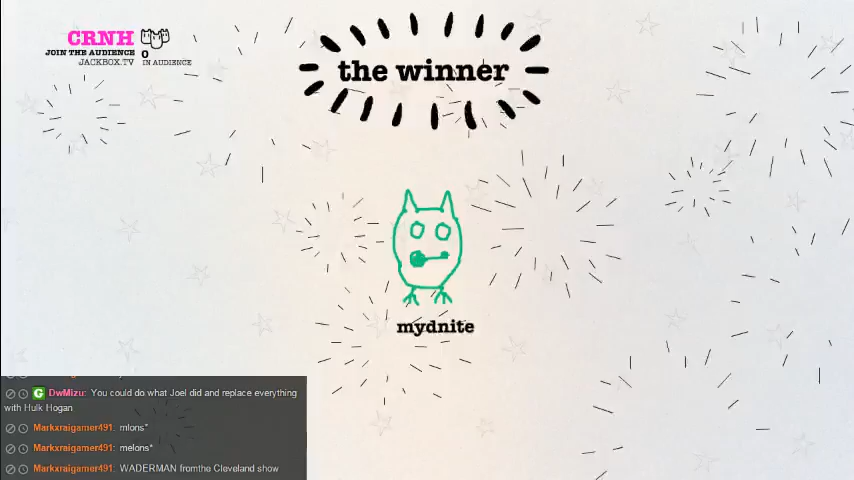 CRNH
JOIN THE AUDIENCE
JACKBOX.TV
0
IN AUDIENCE
the winner
mydnite
G DwMizu: You could do what Joel did and replace everything
with Hulk Hogan
Markxraigamer491: mlons*
Markxraigamer491: melons*
Markxraigamer491: WADERMAN fromthe Cleveland show